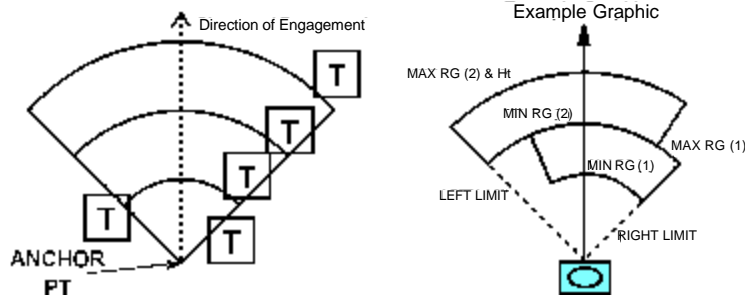 Direction of Engagement
T
T
T
T
T
ANCHOR
PT
Example Graphic
MAX RG (2) & Ht
MIN RG (2)
MAX RG (1)
MIN RG (1)
LEFT LIMIT
RIGHT LIMIT